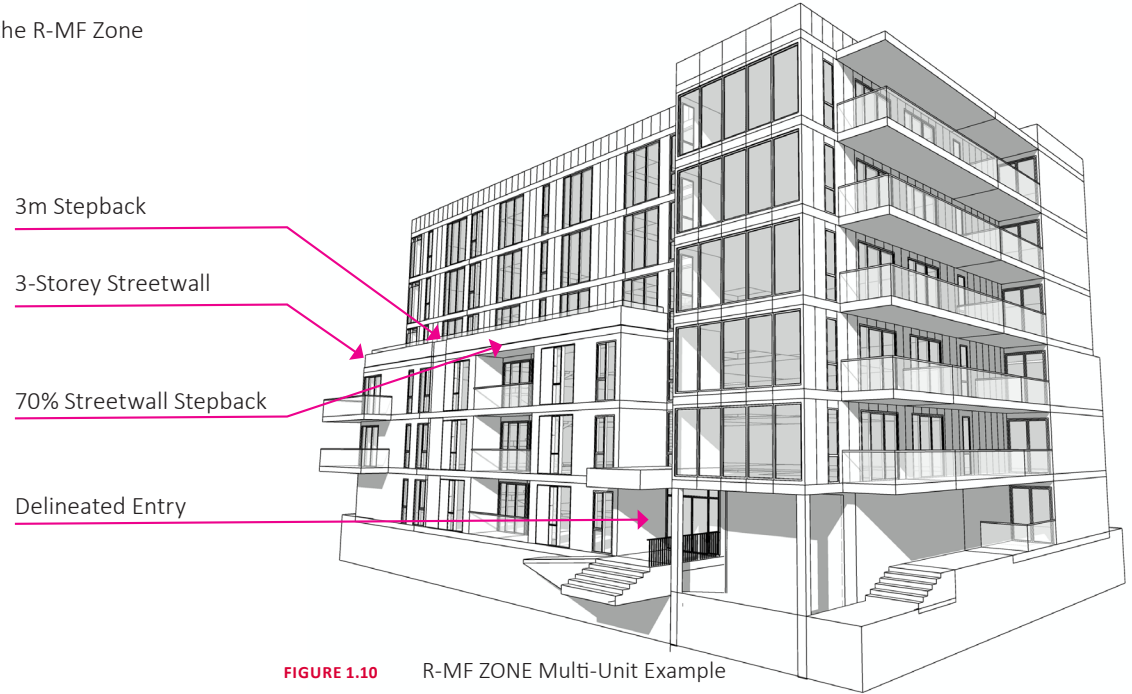 he R-MF Zone
3m Stepback
3-Storey Streetwall
70% Streetwall Stepback
Delineated Entry
FIGURE 1.10 R-MF ZONE Multi-Unit Example